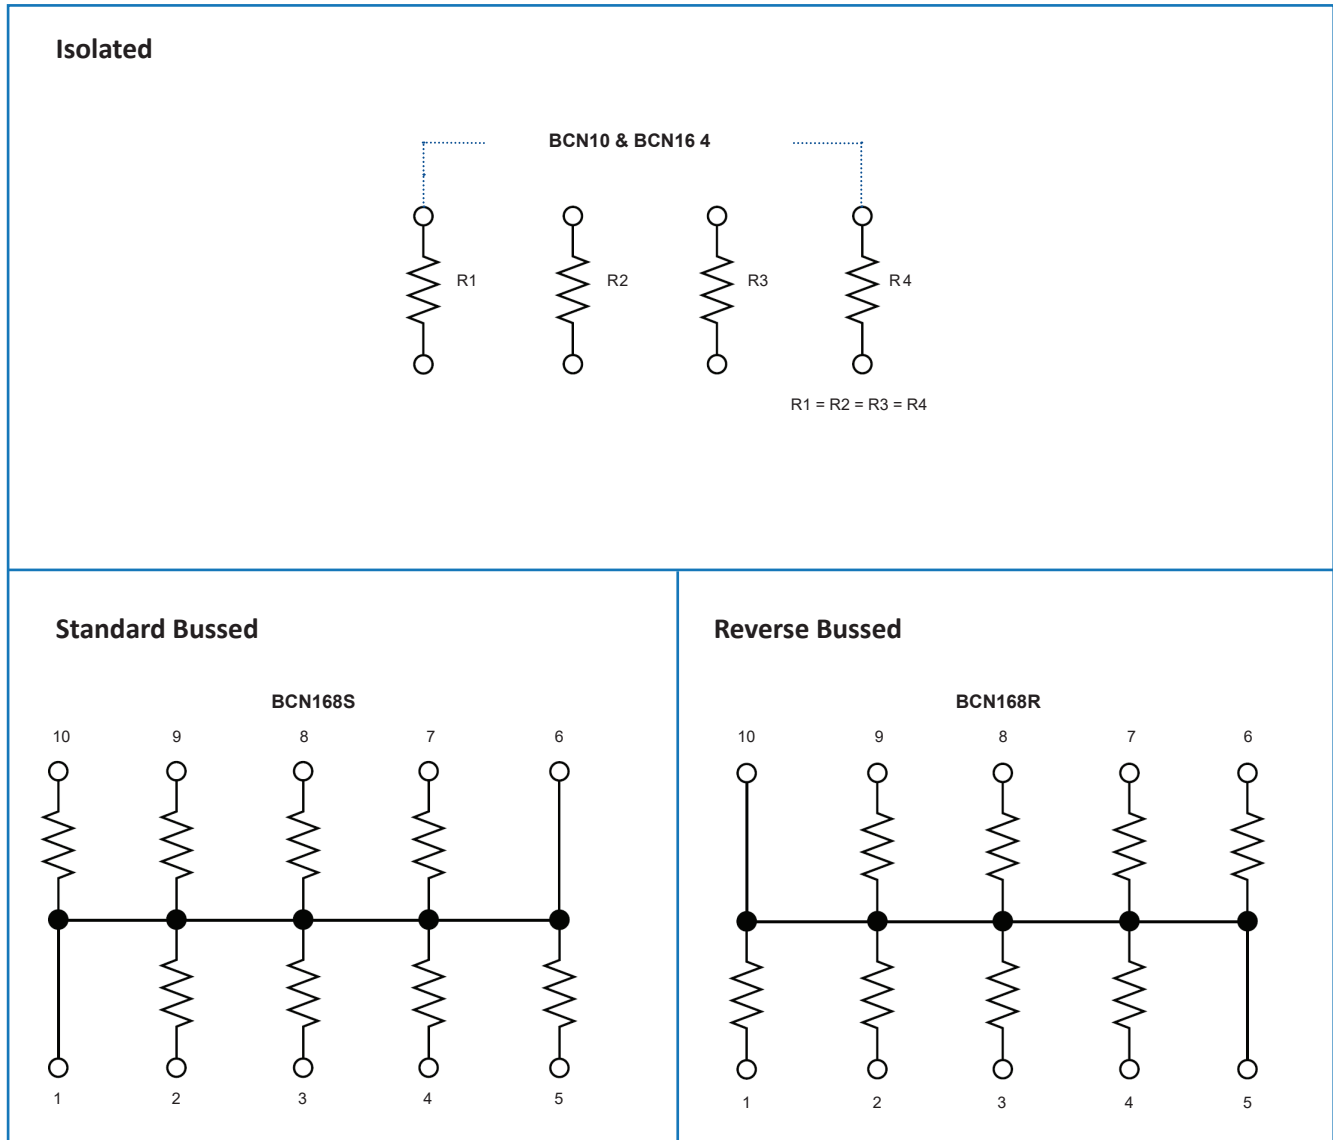 Isolated
BCN10 & BCN16 4
R1 R2 R3 R4
R1 = R2 = R3 = R4
Standard Bussed
BCN168S
10 9 8 7 6
1 2 3 4 5
Reverse Bussed
BCN168R
10 9 8 7 6
1 2 3 4 5